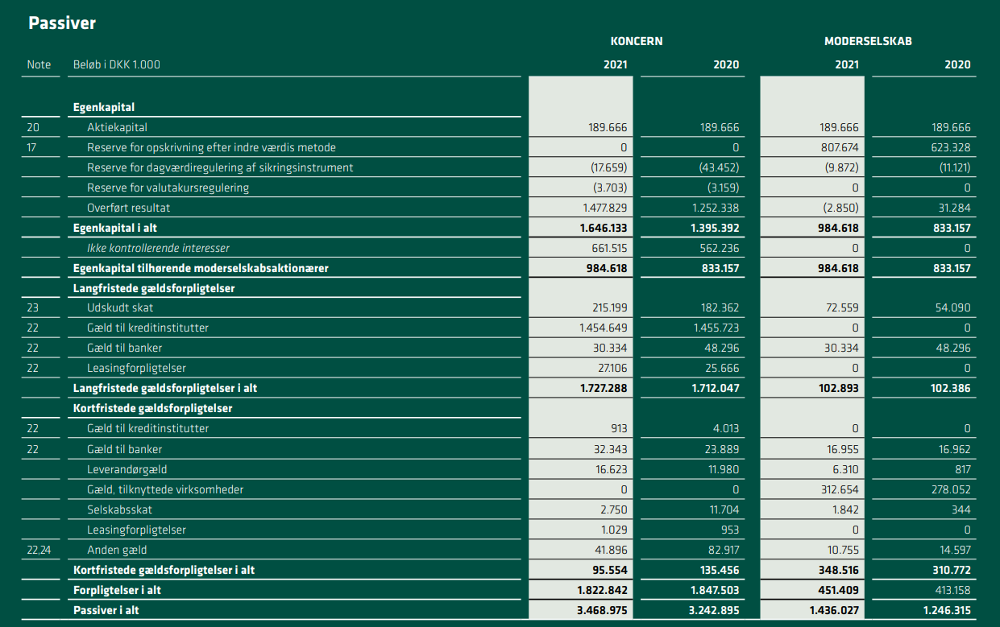 Passiver
KONCERN MODERSELSKAB
Note Beløb i DKK 1.000 2021 2020 2021 2020
Egenkapital
20 Aktiekapital 189.666 189.666 189.666 189.666
17 Reserve for opskrivning efter indre værdis metode 0 0 807.674 623.328
Reserve for dagværdiregulering af sikringsinstrument (17.659) (43.452) (9.872) (11.121)
Reserve for valutakursregulering (3.703) (3.159) 0 0
Overført resultat 1.477.829 1.252.338 (2.850) 31.284
Egenkapital i alt 1.646.133 1.395.392 984.618 833.157
Ikke kontrollerende interesser 661.515 562.236 0 0
Egenkapital tilhørende moderselskabsaktionærer 984.618 833.157 984.618 833.157
Langfristede gældsforpligtelser
23 Udskudt skat 215.199 182.362 72.559 54.090
22 Gæld til kreditinstitutter 1.454.649 1.455.723 0 0
22 Gæld til banker 30.334 48.296 30.334 48.296
22 Leasingforpligtelser 27.106 25.666 0 0
Langfristede gældsforpligtelser i alt 1.727.288 1.712.047 102.893 102.386
Kortfristede gældsforpligtelser
22 Gæld til kreditinstitutter 913 4.013 0 0
22 Gæld til banker 32.343 23.889 16.955 16.962
Leverandørgæld 16.623 11.980 6.310 817
Gæld, tilknyttede virksomheder 0 0 312.654 278.052
Selskabsskat 2.750 11.704 1.842 344
Leasingforpligtelser 1.029 953 0 0
22,24 Anden gæld 41.896 82.917 10.755 14.597
Kortfristede gældsforpligtelser i alt 95.554 135.456 348.516 310.772
Forpligtelser i alt 1.822.842 1.847.503 451.409 413.158
Passiver i alt 3.468.975 3.242.895 1.436.027 1.246.315